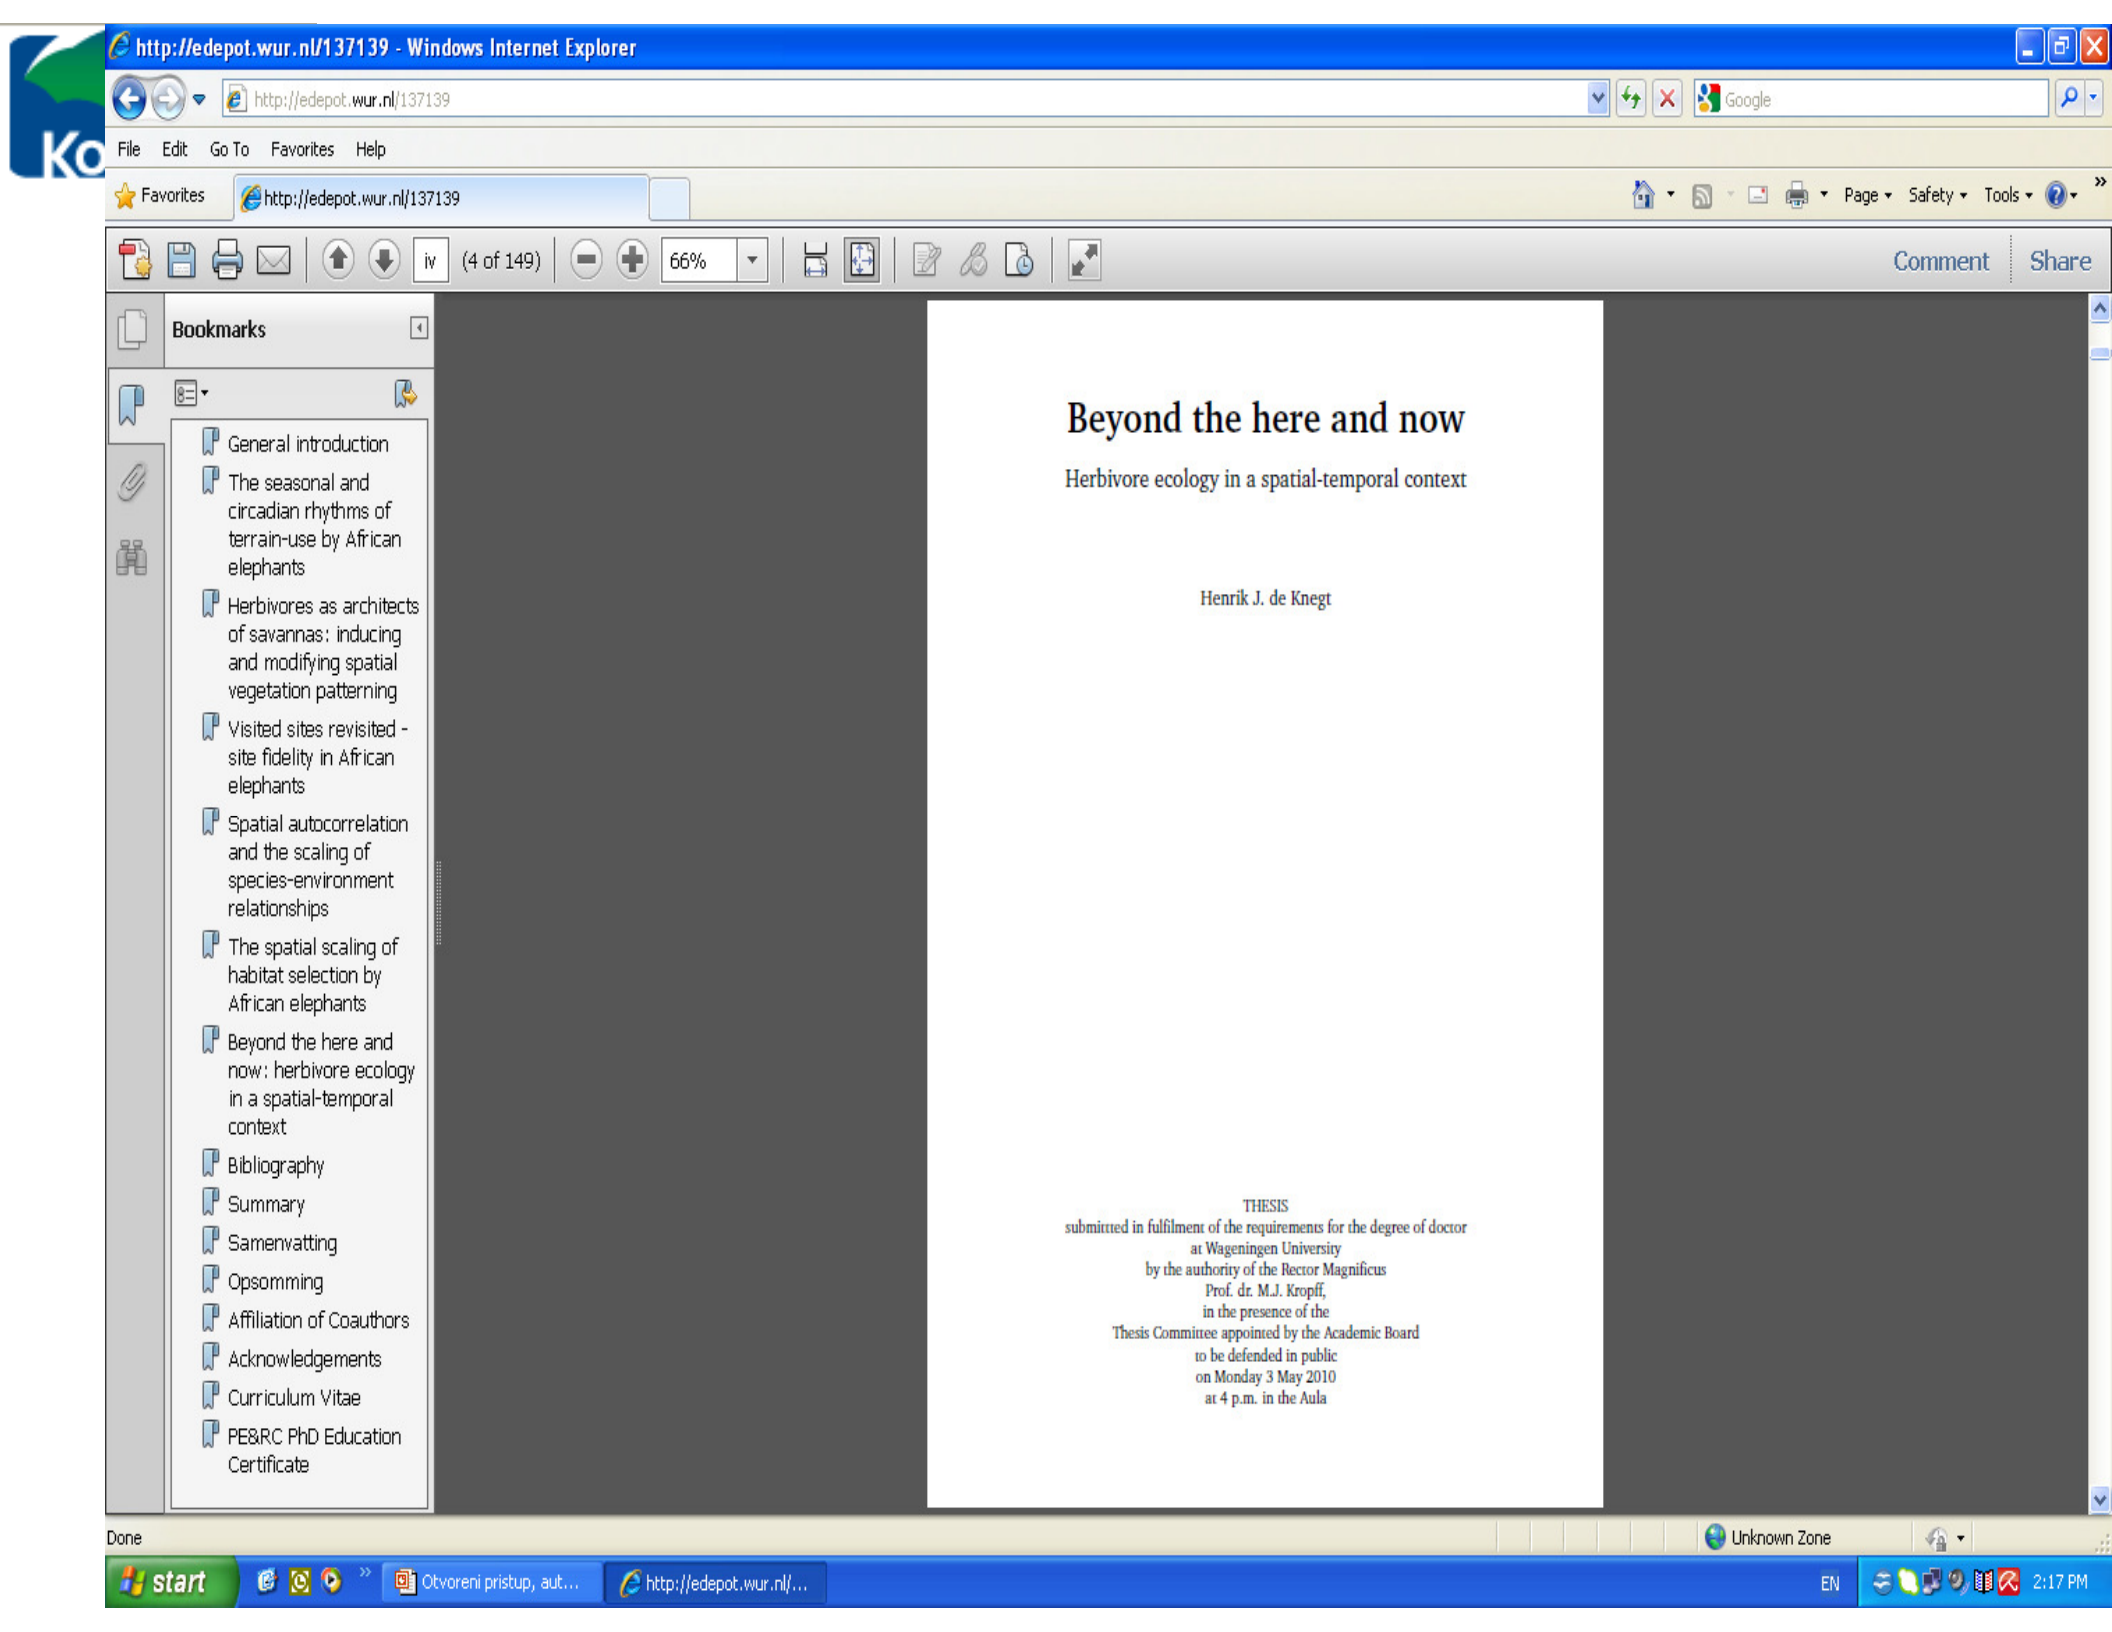 http://edepot.wur.nl/137139 - Windows Internet Explorer
http://edepot.wur.nl/137139
Google
Ko
File Edit Go To Favorites Help
Favorites
http://edepot.wur.nl/137139
Page Safety Tools
iv (4 of 149) 66%
Comment Share
Bookmarks
General introduction
The seasonal and
circadian rhythms of
terrain-use by African
elephants
Herbivores as architects
of savannas: inducing
and modifying spatial
vegetation patterning
Visited sites revisited -
site fidelity in African
elephants
Spatial autocorrelation
and the scaling of
species-environment
relationships
The spatial scaling of
habitat selection by
African elephants
Beyond the here and
now: herbivore ecology
in a spatial-temporal
context
Bibliography
Summary
Samenvatting
Opsomming
Affiliation of Coauthors
Acknowledgements
Curriculum Vitae
PE&RC PhD Education
Certificate
Beyond the here and now
Herbivore ecology in a spatial-temporal context
Henrik J. de Knegt
THESIS
submitted in fulfilment of the requirements for the degree of doctor
at Wageningen University
by the authority of the Rector Magnificus
Prof. dr. M.J. Kropff,
in the presence of the
Thesis Committee appointed by the Academic Board
to be defended in public
on Monday 3 May 2010
at 4 p.m. in the Aula
Done
Unknown Zone
start
Otvoreni pristup, aut...
http://edepot.wur.nl/...
EN
2:17 PM